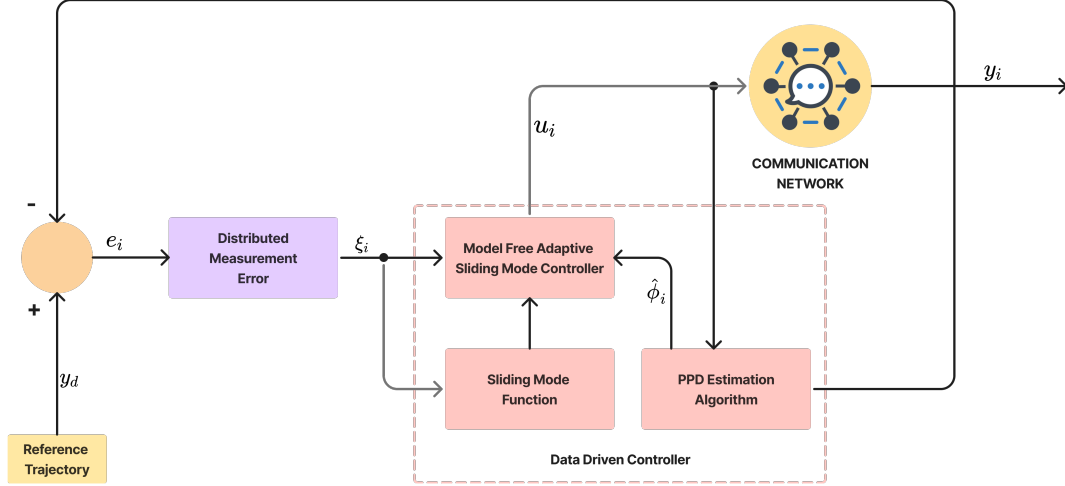 y_i
u_i
COMMUNICATION
NETWORK
-
e_i
Distributed
Measurement
Error
ξ_i
Model Free Adaptive
Sliding Mode Controller
ϕ̂_i
+
y_d
Sliding Mode
Function
PPD Estimation
Algorithm
Reference
Trajectory
Data Driven Controller